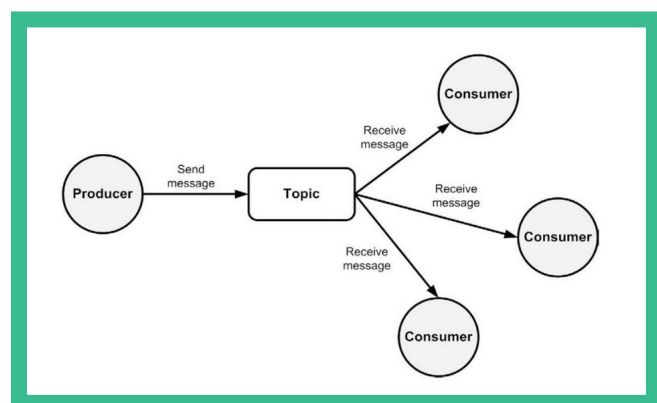 Producer
Send
message
Topic
Receive
message
Consumer
Receive
message
Consumer
Receive
message
Consumer